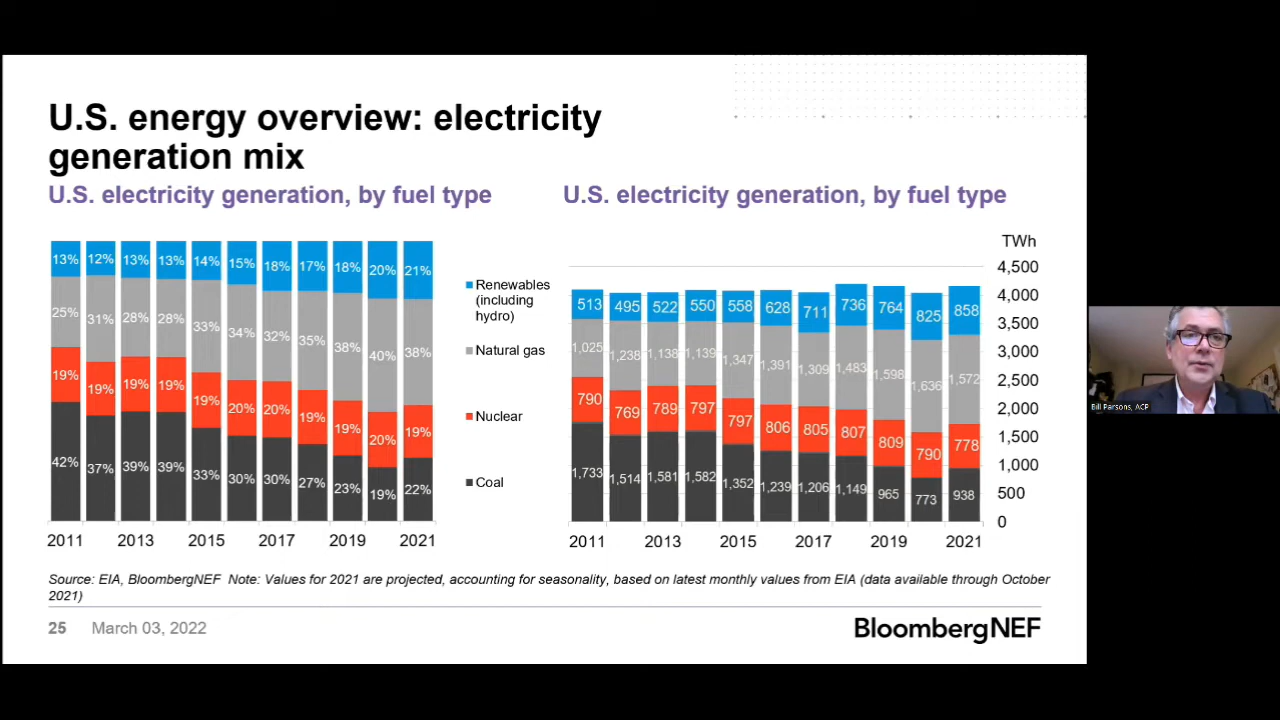 U.S. energy overview: electricity
generation mix
U.S. electricity generation, by fuel type
13% 12% 13% 13% 14% 15% 18% 17% 18% 20% 21%
25% 31% 28% 28% 33% 34% 32% 35% 38% 40% 38%
19% 19% 19% 19% 19% 20% 20% 19% 19% 20% 19%
42% 37% 39% 39% 33% 30% 30% 27% 23% 19% 22%
2011 2013 2015 2017 2019 2021
Renewables
(including
hydro)
Natural gas
Nuclear
Coal
U.S. electricity generation, by fuel type
TWh
4,500
4,000
3,500
3,000
2,500
2,000
1,500
1,000
500
0
513 495 522 550 558 628 711 736 764 825 858
1,025 1,238 1,138 1,139 1,347 1,391 1,309 1,483 1,598 1,636 1,572
790 769 789 797 797 806 805 807 809 790 778
1,733 1,514 1,581 1,582 1,352 1,239 1,206 1,149 965 773 938
2011 2013 2015 2017 2019 2021
Source: EIA, BloombergNEF Note: Values for 2021 are projected, accounting for seasonality, based on latest monthly values from EIA (data available through October
2021)
25 March 03, 2022
BloombergNEF
Bill Parsons, ACP